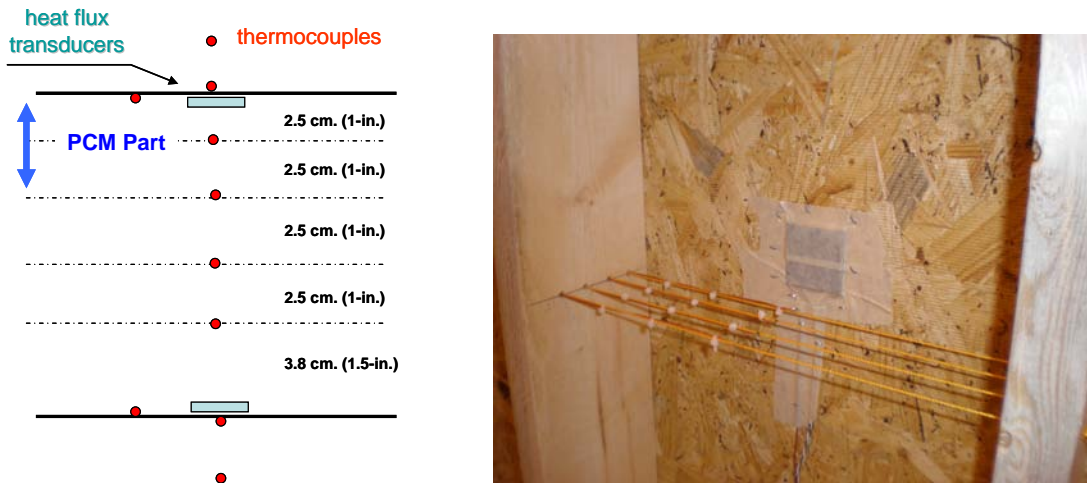 heat flux
transducers
thermocouples
2.5 cm. (1-in.)
PCM Part
2.5 cm. (1-in.)
2.5 cm. (1-in.)
2.5 cm. (1-in.)
3.8 cm. (1.5-in.)